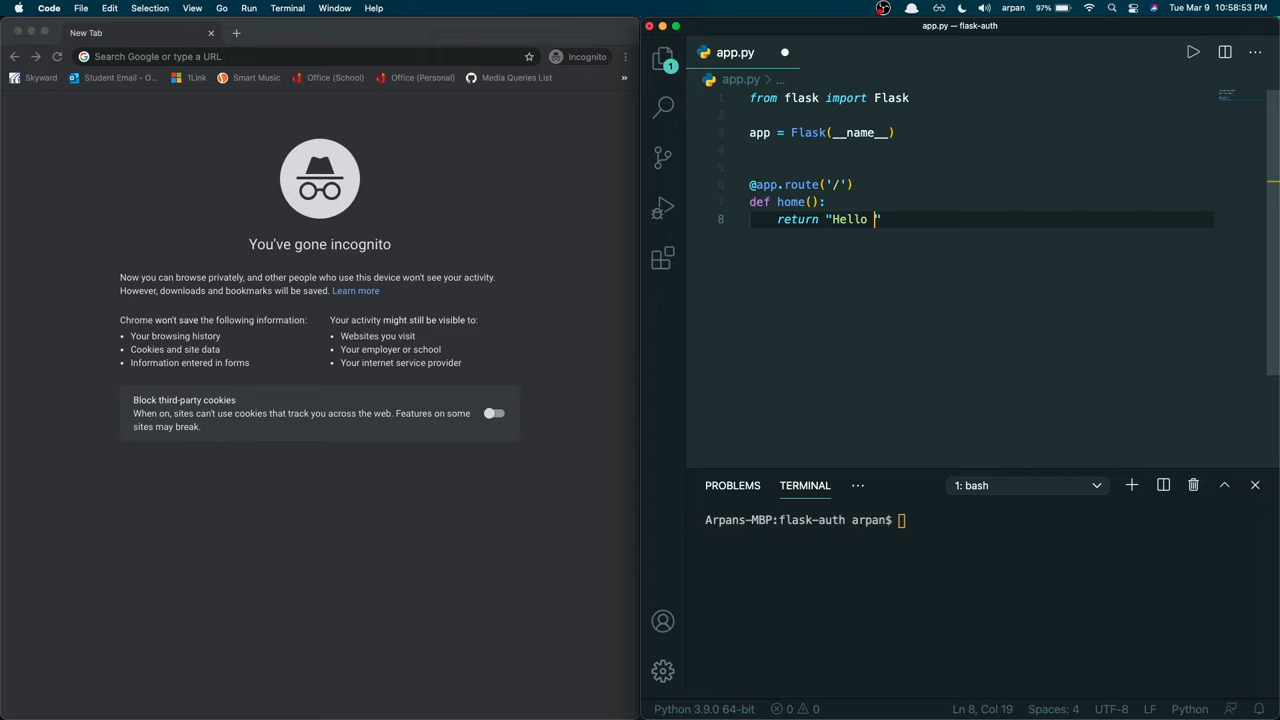 Code File Edit Selection View Go Run Terminal Window Help
arpan 97% Tue Mar 9 10:58:53 PM
New Tab
Search Google or type a URL
Incognito
Skyward Student Email - O... 1Link Smart Music Office (School) Office (Personal) Media Queries List »
You've gone incognito
Now you can browse privately, and other people who use this device won't see your activity.
However, downloads and bookmarks will be saved. Learn more
Chrome won't save the following information:
• Your browsing history
• Cookies and site data
• Information entered in forms
Your activity might still be visible to:
• Websites you visit
• Your employer or school
• Your internet service provider
Block third-party cookies
When on, sites can't use cookies that track you across the web. Features on some
sites may break.
app.py — flask-auth
1
app.py
app.py > ...
1 from flask import Flask
2
3 app = Flask(__name__)
4
5
6 @app.route('/')
7 def home():
8 return "Hello "
PROBLEMS TERMINAL ...
1: bash
Arpans-MBP:flask-auth arpan$
Python 3.9.0 64-bit 0 0 Ln 8, Col 19 Spaces: 4 UTF-8 LF Python